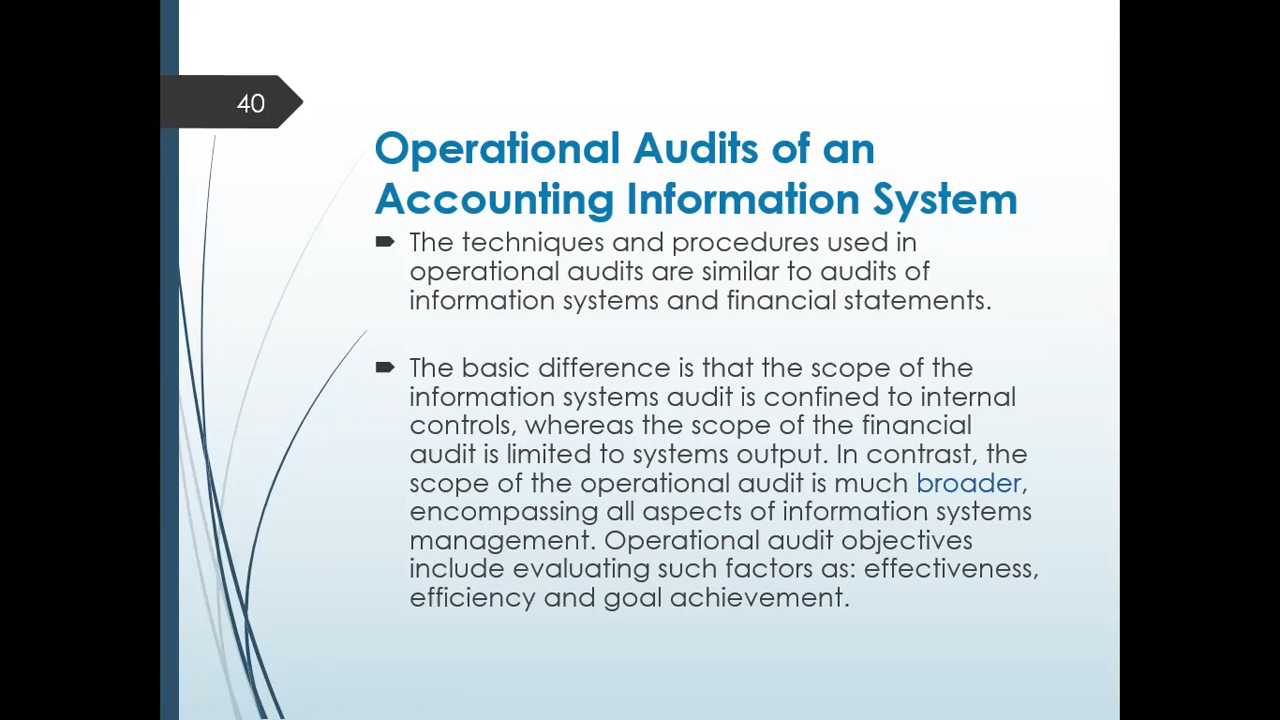 40
Operational Audits of an
Accounting Information System
The techniques and procedures used in
operational audits are similar to audits of
information systems and financial statements.
The basic difference is that the scope of the
information systems audit is confined to internal
controls, whereas the scope of the financial
audit is limited to systems output. In contrast, the
scope of the operational audit is much broader,
encompassing all aspects of information systems
management. Operational audit objectives
include evaluating such factors as: effectiveness,
efficiency and goal achievement.